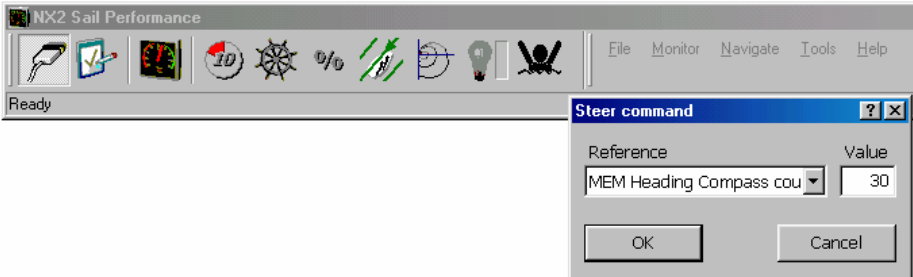 NX2 Sail Performance
10 % File Monitor Navigate Tools Help
Ready
Steer command ? X
Reference Value
MEM Heading Compass cou 30
OK Cancel